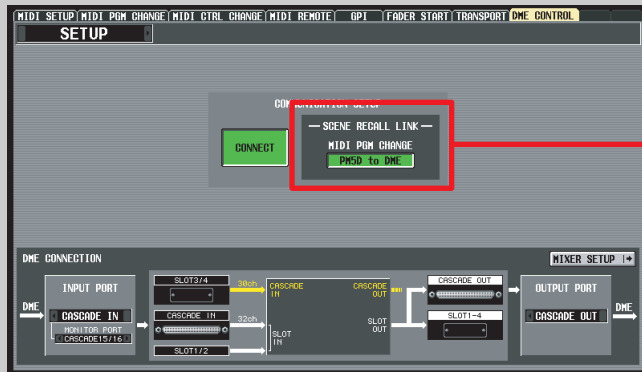 MIDI SETUP MIDI PGM CHANGE MIDI CTRL CHANGE MIDI REMOTE GPI FADER START TRANSPORT DME CONTROL
SETUP
COMMUNICATION SETUP
SCENE RECALL LINK
CONNECT
MIDI PGM CHANGE
PM5D to DME
DME CONNECTION
MIXER SETUP
INPUT PORT
SLOT3/4
30ch
CASCADE IN
CASCADE OUT
CASCADE OUT
OUTPUT PORT
DME
CASCADE IN
CASCADE IN
32ch
SLOT OUT
SLOT1-4
CASCADE OUT
DME
MONITOR PORT
CASCADE15/16
SLOT IN
SLOT1/2